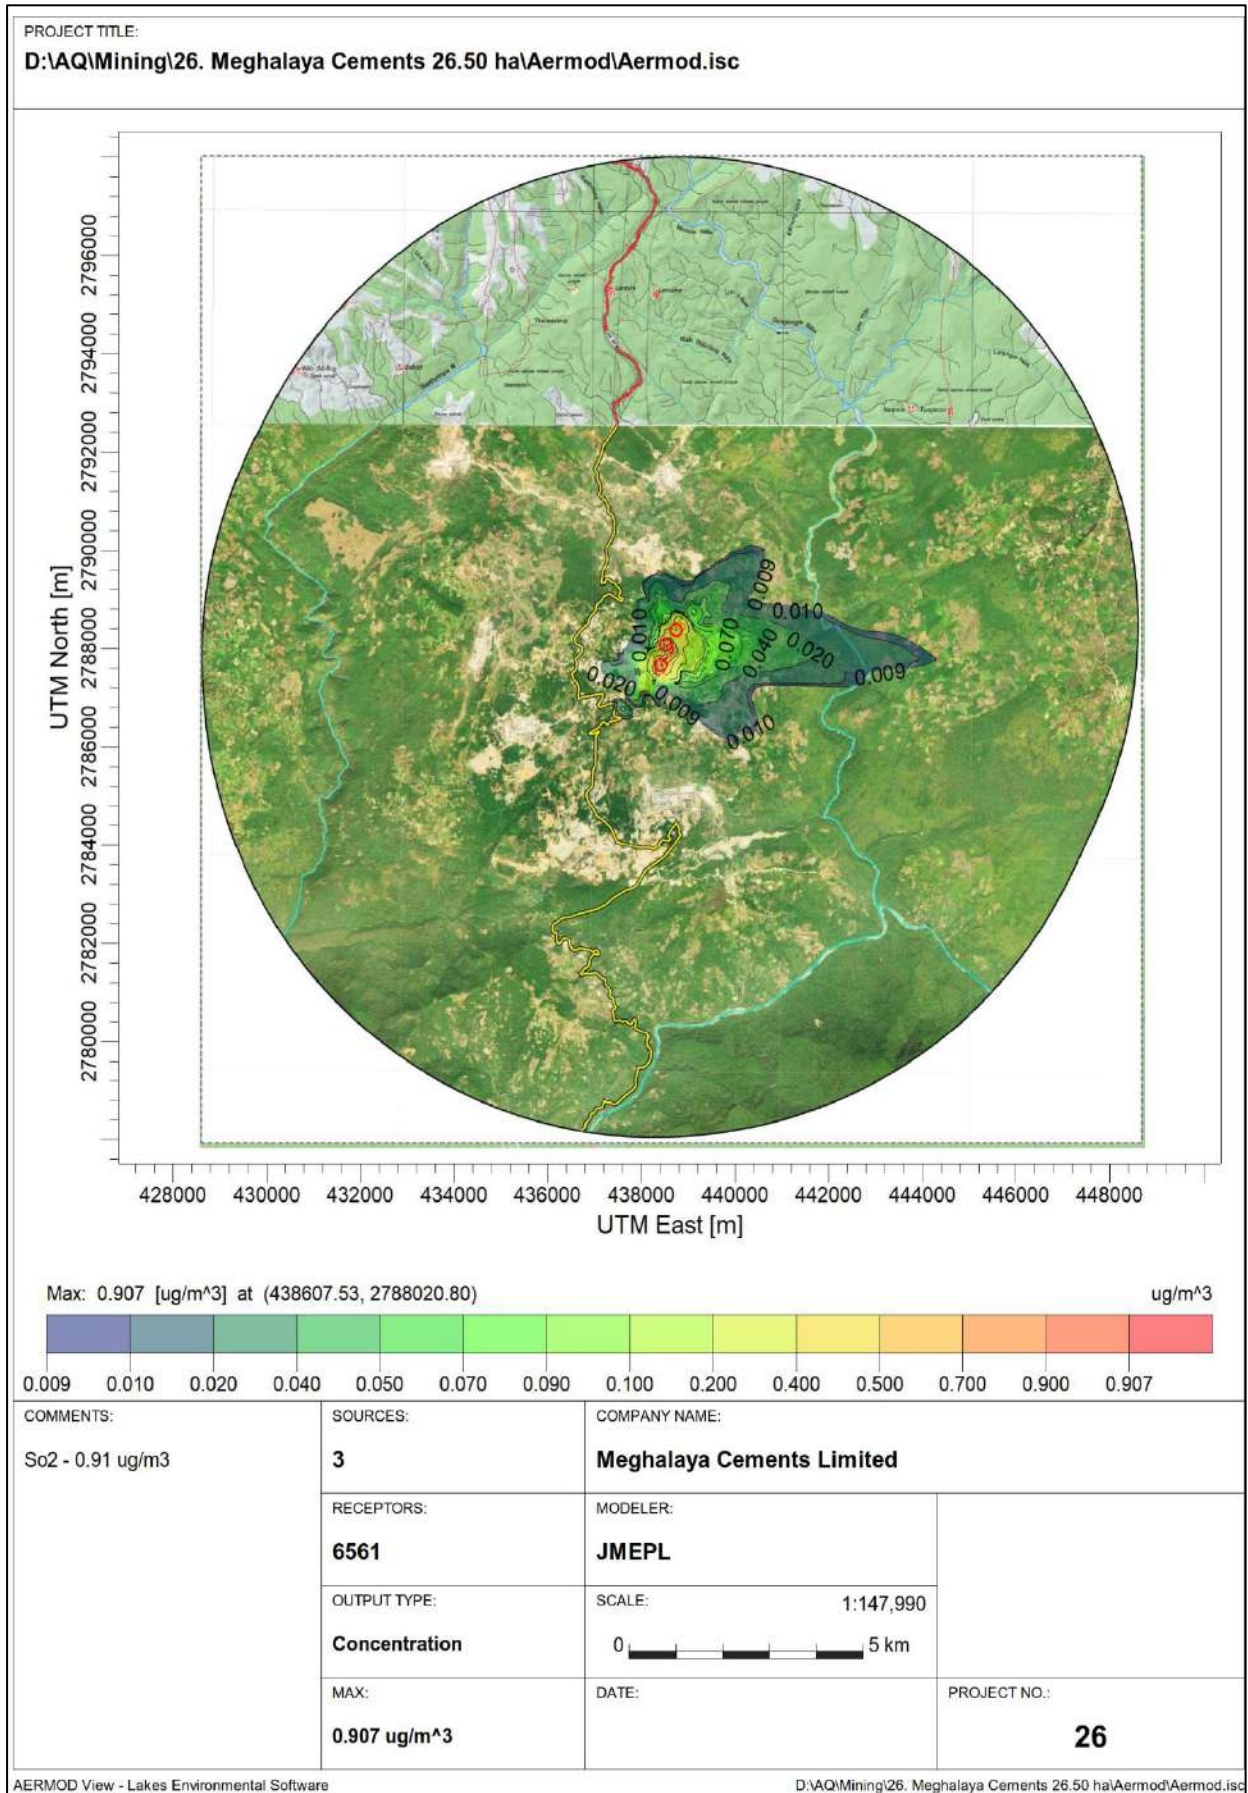 PROJECT TITLE:
D:\AQ\Mining\26. Meghalaya Cements 26.50 ha\Aermod\Aermod.isc
UTM North [m]
2796000
2794000
2792000
2790000
2788000
2786000
2784000
2782000
2780000
0.009
0.010
0.010
0.070
0.040
0.020
0.009
0.020
0.009
0.010
428000 430000 432000 434000 436000 438000 440000 442000 444000 446000 448000
UTM East [m]
Max: 0.907 [ug/m^3] at (438607.53, 2788020.80)
ug/m^3
0.009 0.010 0.020 0.040 0.050 0.070 0.090 0.100 0.200 0.400 0.500 0.700 0.900 0.907
COMMENTS:
So2 - 0.91 ug/m3
SOURCES:
3
COMPANY NAME:
Meghalaya Cements Limited
RECEPTORS:
6561
MODELER:
JMEPL
OUTPUT TYPE:
Concentration
SCALE:
1:147,990
0 5 km
MAX:
0.907 ug/m^3
DATE:
PROJECT NO.:
26
AERMOD View - Lakes Environmental Software
D:\AQ\Mining\26. Meghalaya Cements 26.50 ha\Aermod\Aermod.isc